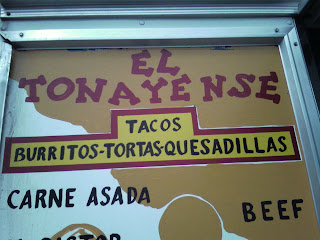 EL
TONAYENSE
TACOS
BURRITOS-TORTAS-QUESADILLAS
CARNE ASADA
BEEF